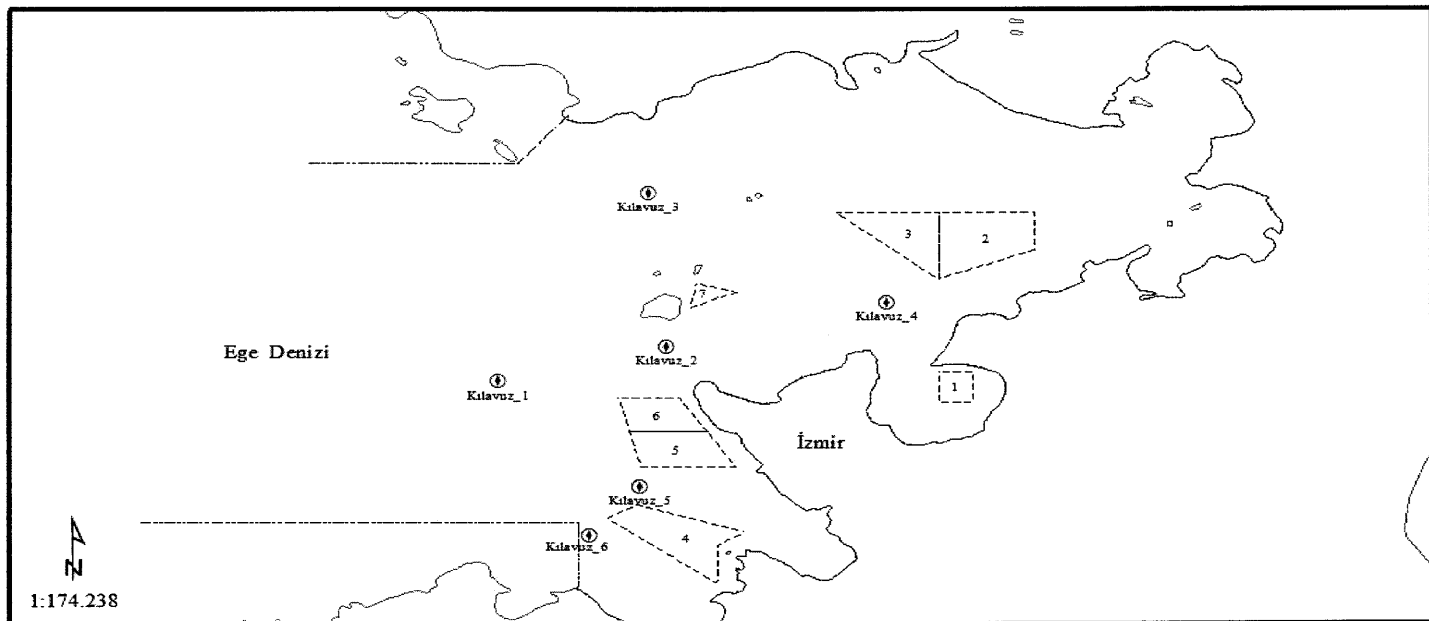 Kılavuz_3
3
2
7
Kılavuz_4
Ege Denizi
Kılavuz_2
Kılavuz_1
1
6
İzmir
5
Kılavuz_5
4
Kılavuz_6
N
1:174.238